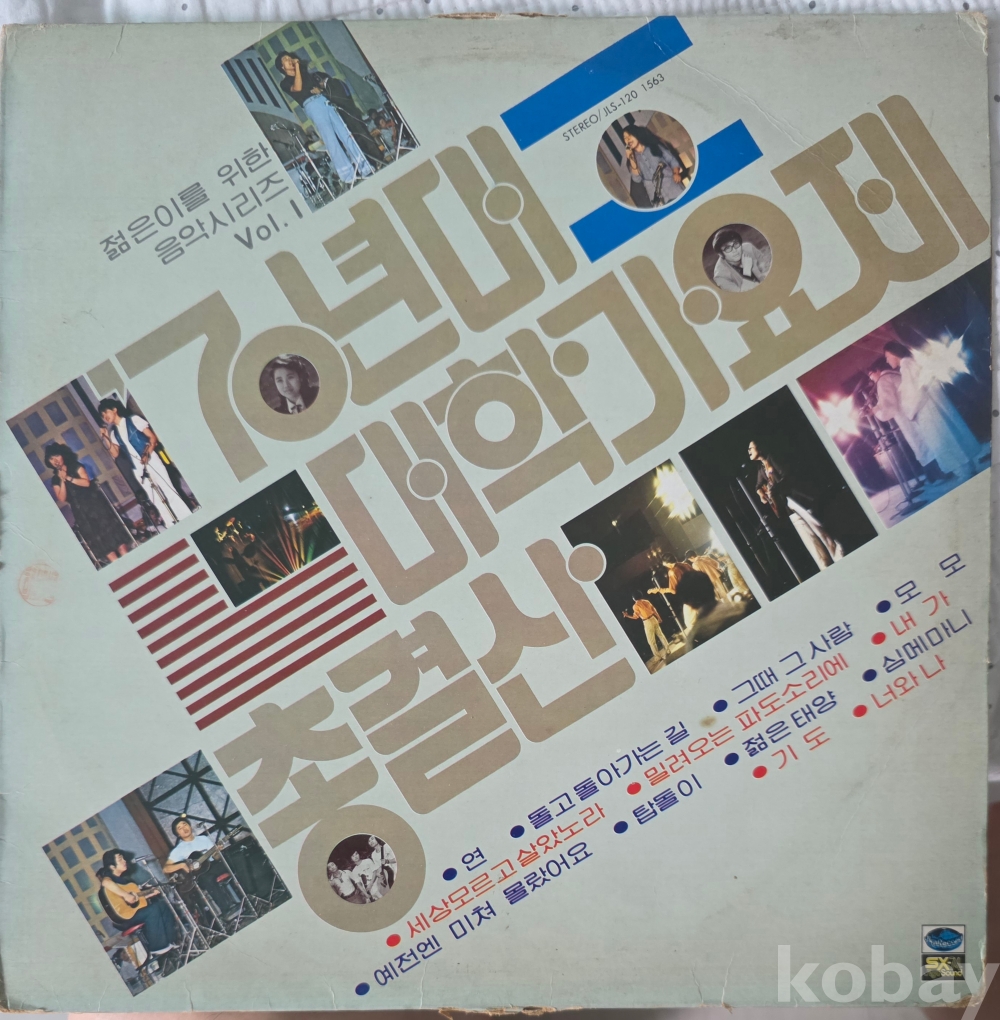 젊은이를 위한
음악시리즈
Vol. 1
STEREO/JLS-120 1563
'70년대
대학가요제
총결산
● 연 ● 돌고 돌아가는 길 ● 그때 그 사람 ● 모 모
● 세상모르고 살았노라 ● 밀려오는 파도소리에 ● 내 가
● 예전엔 미쳐 몰랐어요 ● 탑돌이 ● 젊은 태양 ● 심메마니
● 기 도 ● 너와 나
SX-
Sound
kobay